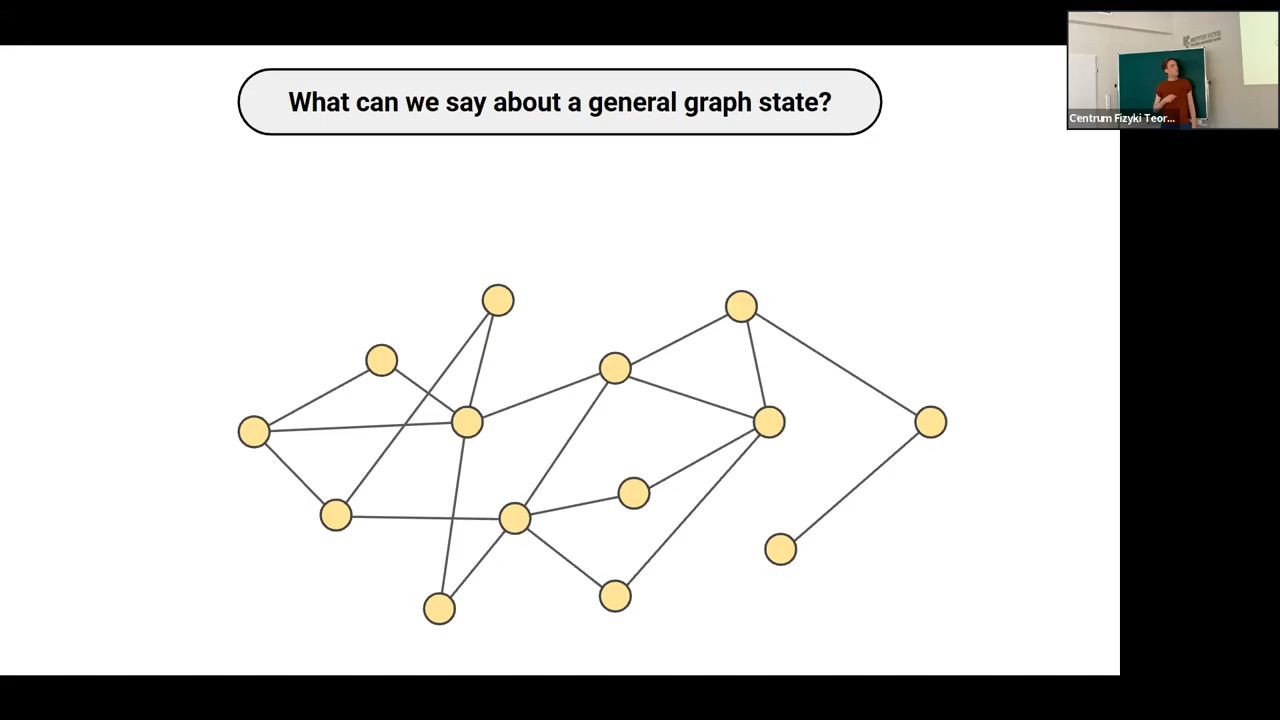 What can we say about a general graph state?
Centrum Fizyki Teor...